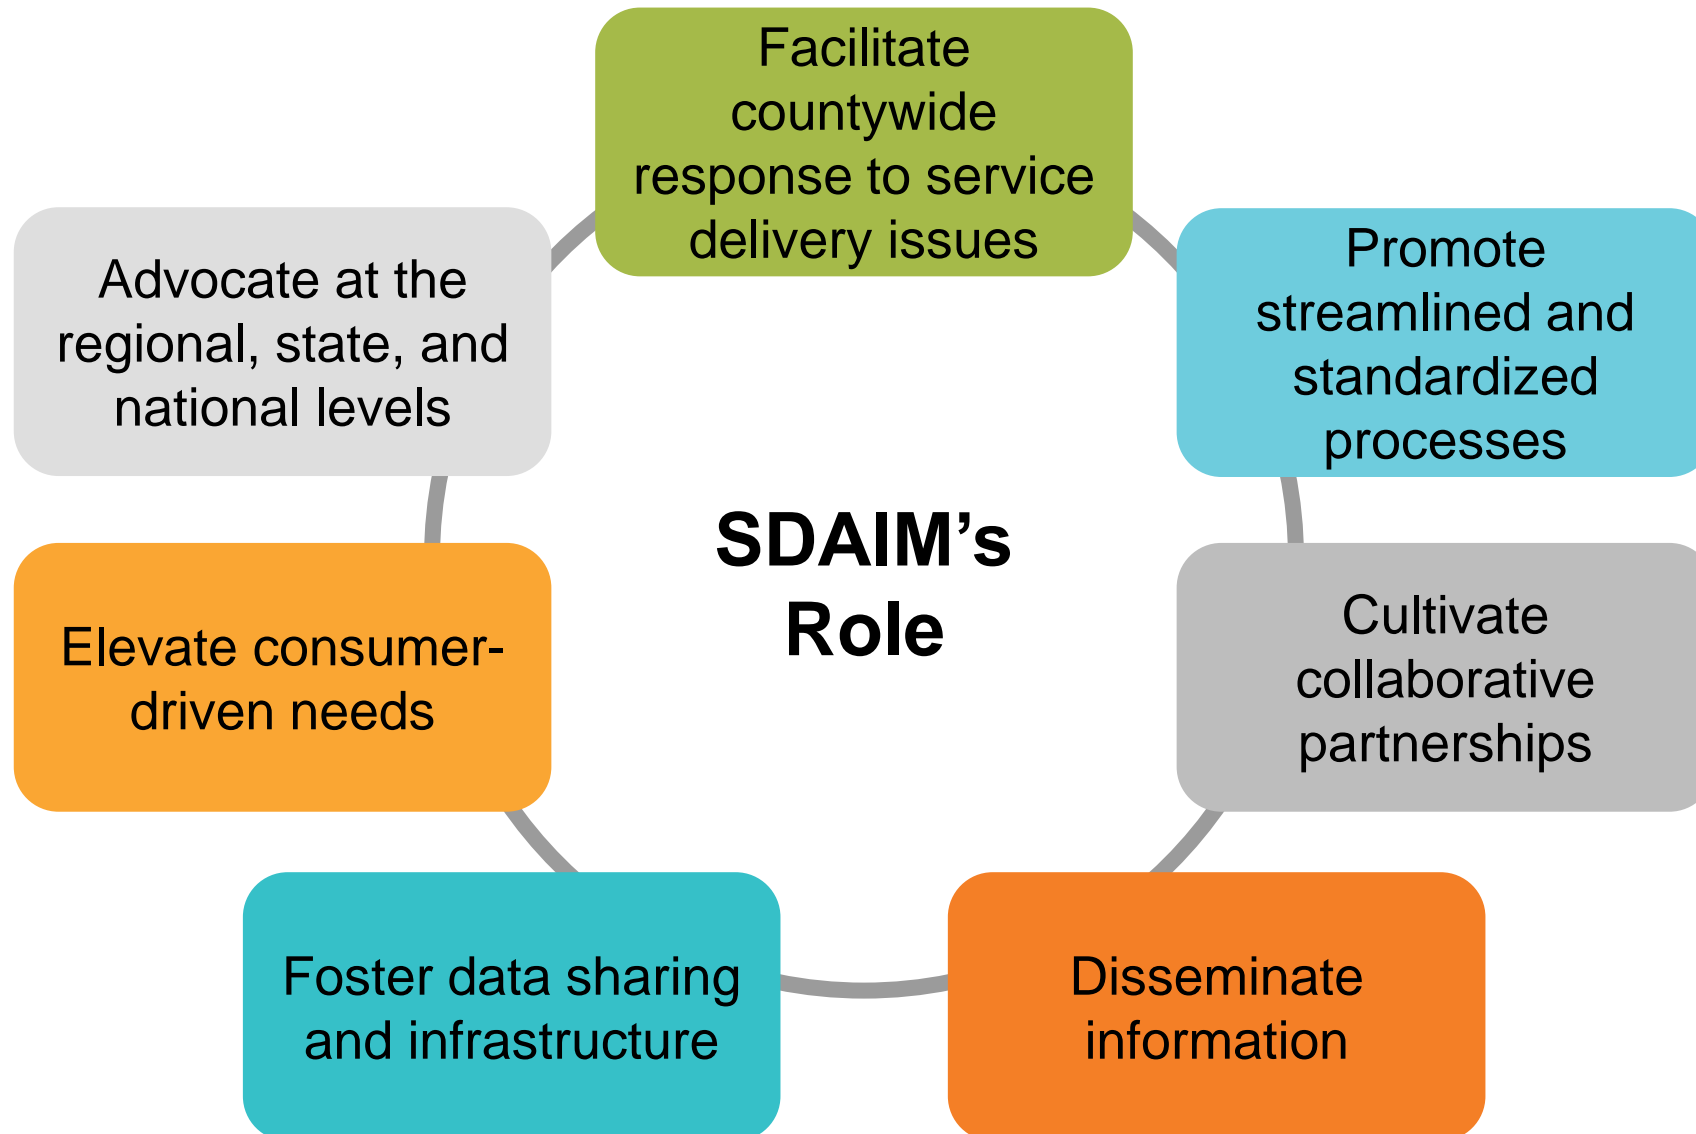 Facilitate
countywide
response to service
delivery issues
Promote
streamlined and
standardized
processes
Cultivate
collaborative
partnerships
Disseminate
information
Foster data sharing
and infrastructure
Elevate consumer-
driven needs
Advocate at the
regional, state, and
national levels
SDAIM’s
Role